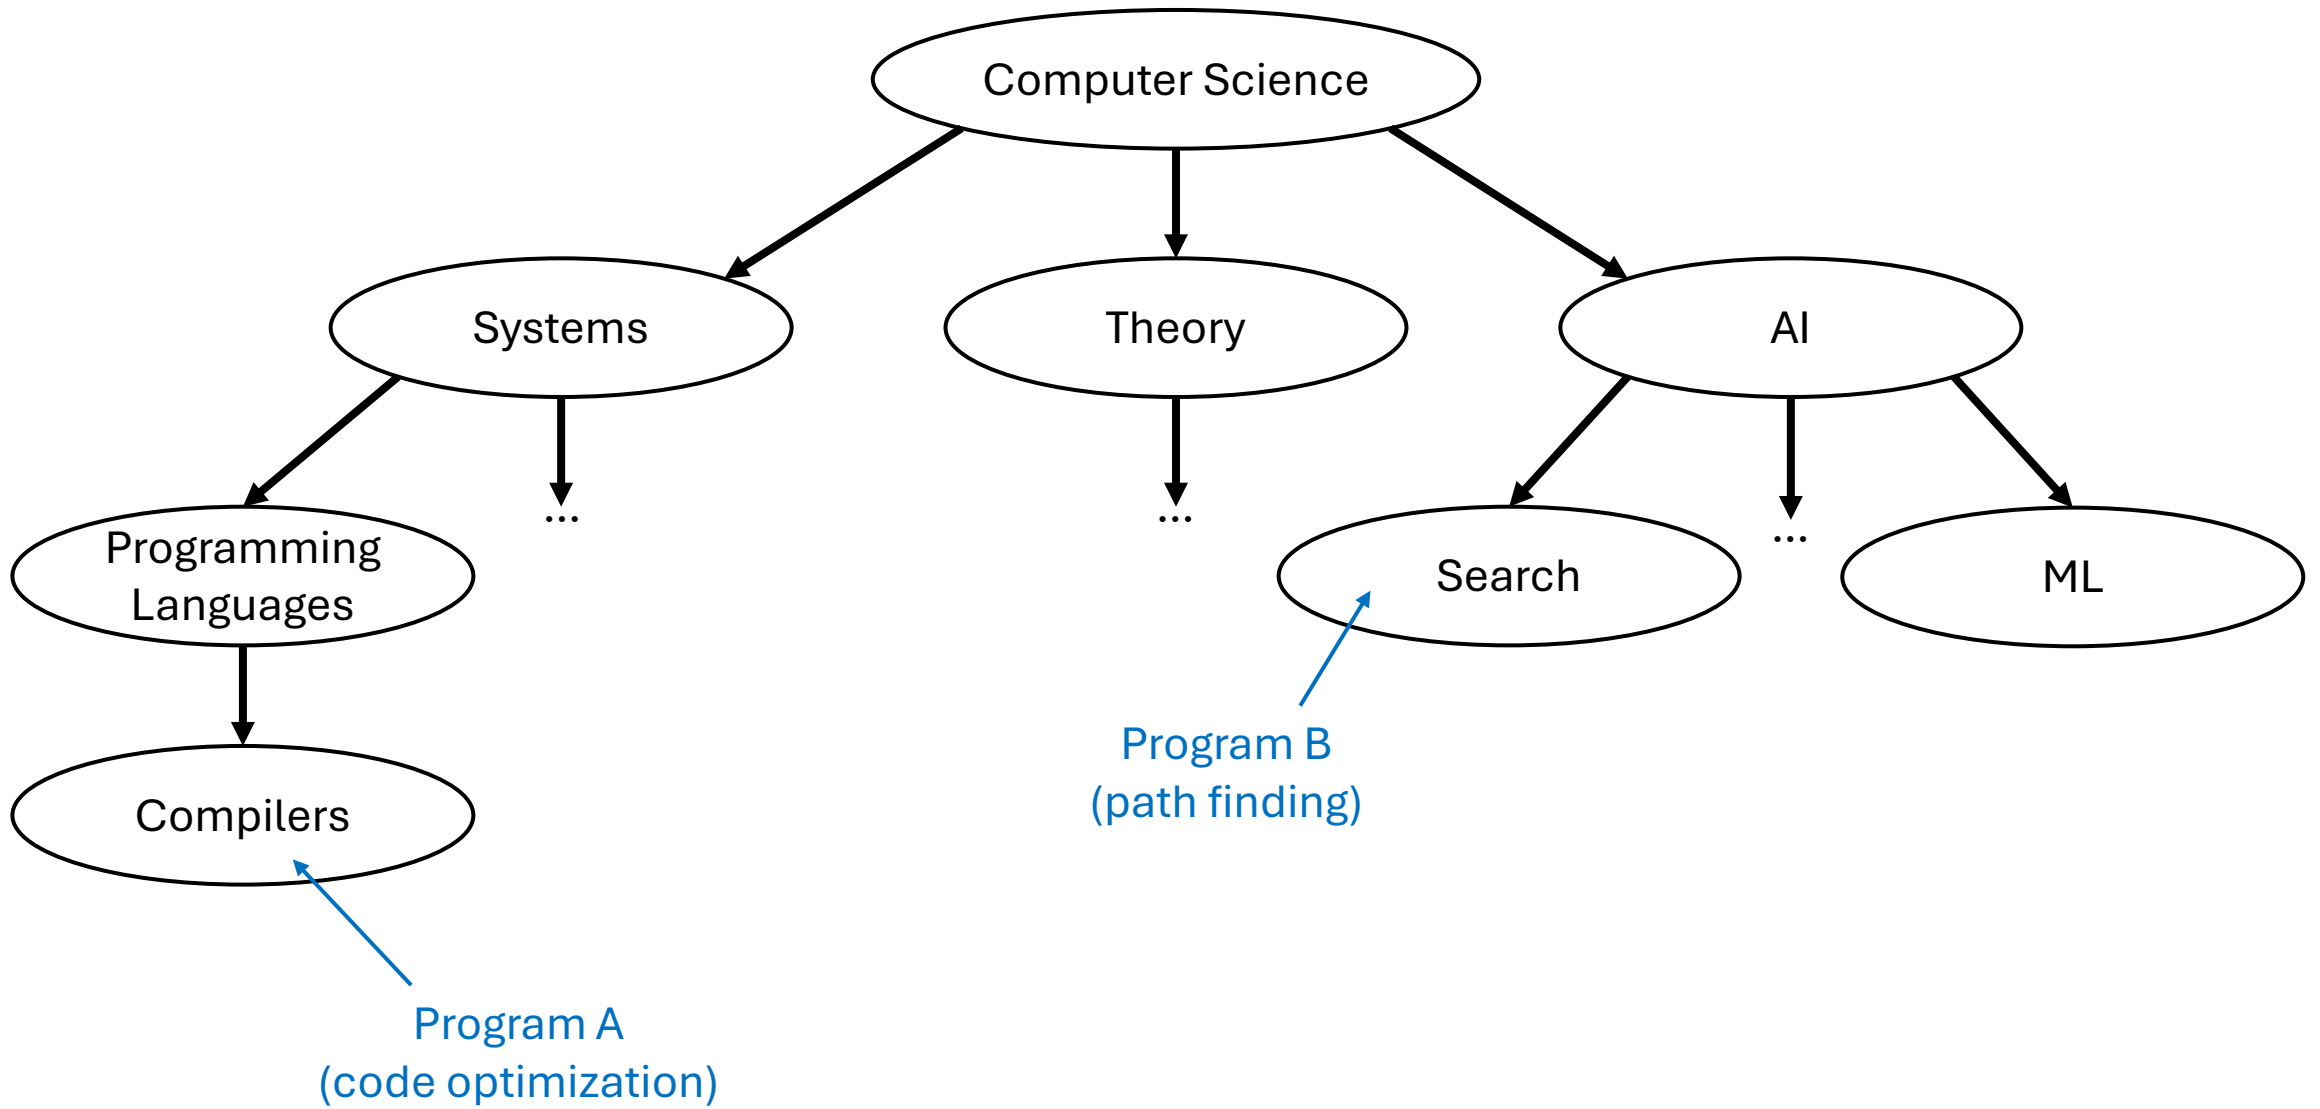 Computer Science
Systems
Theory
AI
...
...
...
Programming
Languages
Search
ML
Program B
(path finding)
Compilers
Program A
(code optimization)